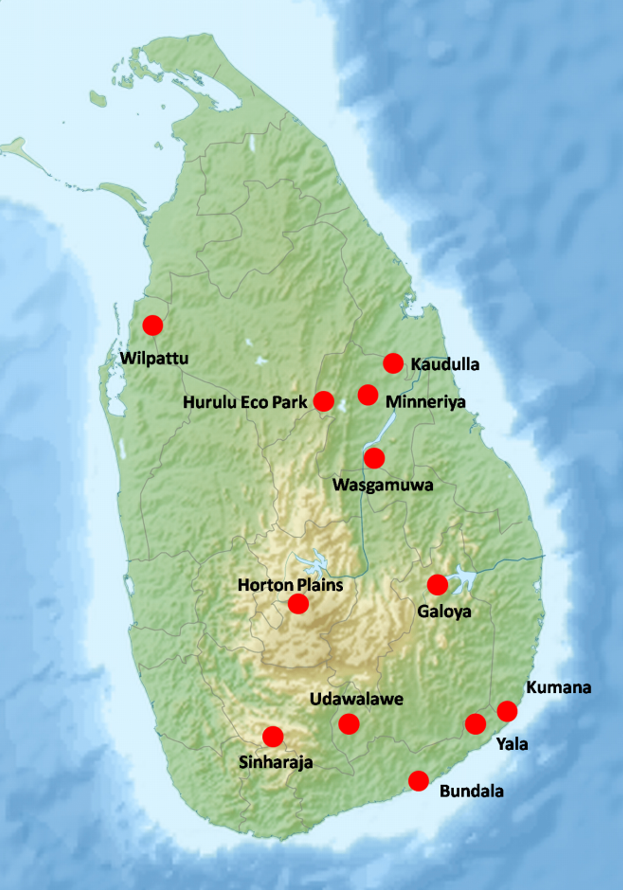 Wilpattu
Kaudulla
Hurulu Eco Park
Minneriya
Wasgamuwa
Horton Plains
Galoya
Kumana
Udawalawe
Yala
Sinharaja
Bundala